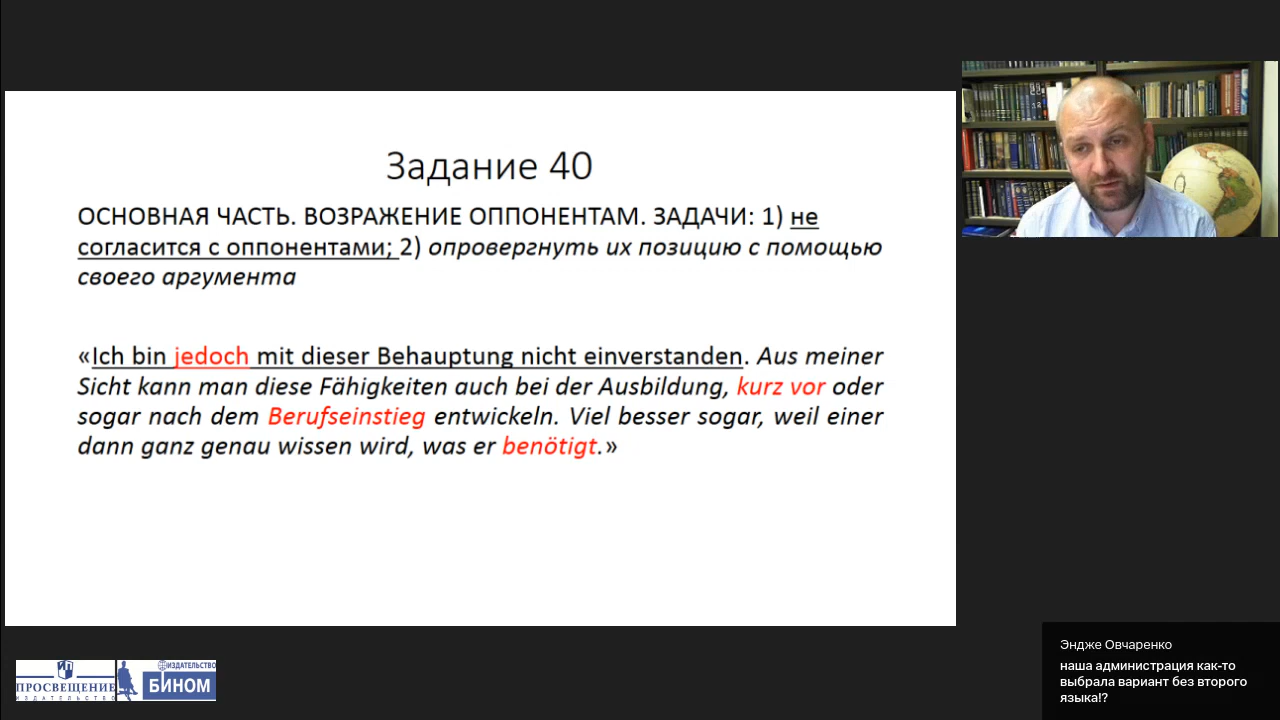 Задание 40
ОСНОВНАЯ ЧАСТЬ. ВОЗРАЖЕНИЕ ОППОНЕНТАМ. ЗАДАЧИ: 1) не
согласится с оппонентами; 2) опровергнуть их позицию с помощью
своего аргумента
«Ich bin jedoch mit dieser Behauptung nicht einverstanden. Aus meiner
Sicht kann man diese Fähigkeiten auch bei der Ausbildung, kurz vor oder
sogar nach dem Berufseinstieg entwickeln. Viel besser sogar, weil einer
dann ganz genau wissen wird, was er benötigt.»
ПРОСВЕЩЕНИЕ
ИЗДАТЕЛЬСТВО
ИЗДАТЕЛЬСТВО
БИНОМ
Эндже Овчаренко
наша администрация как-то
выбрала вариант без второго
языка!?